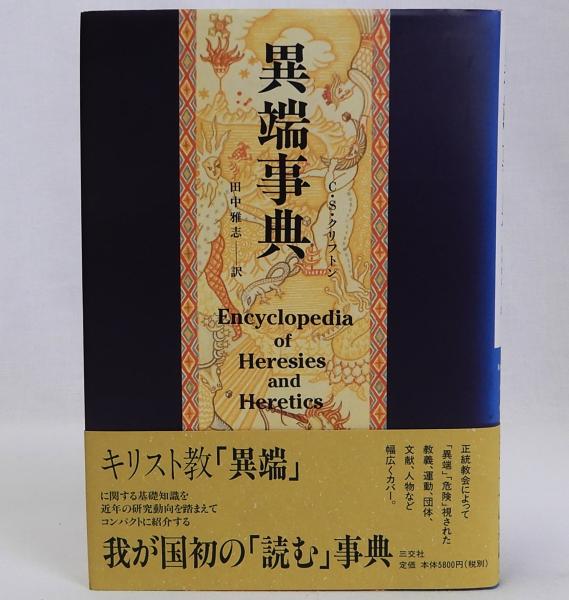 異端事典
C・S・クリフトン
田中雅志──訳
Encyclopedia
of
Heresies
and
Heretics
キリスト教「異端」
に関する基礎知識を
近年の研究動向を踏まえて
コンパクトに紹介する
我が国初の「読む」事典
正統教会によって
「異端」「危険」視された
教義、運動、団体、
文献、人物など
幅広くカバー。
三交社
定価 本体5800円(税別)